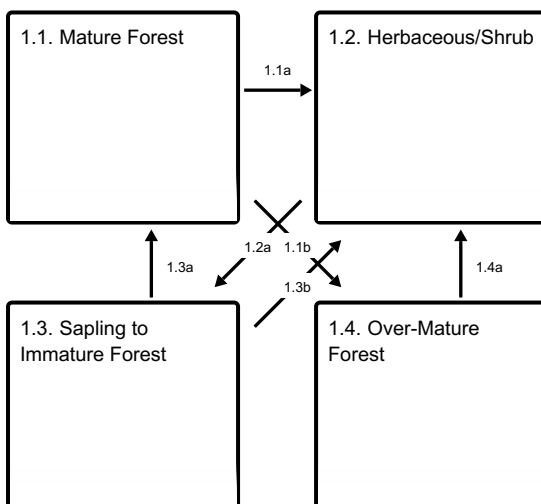 1.1. Mature Forest
1.2. Herbaceous/Shrub
1.1a
1.2a
1.1b
1.3a
1.4a
1.3b
1.3. Sapling to
Immature Forest
1.4. Over-Mature
Forest